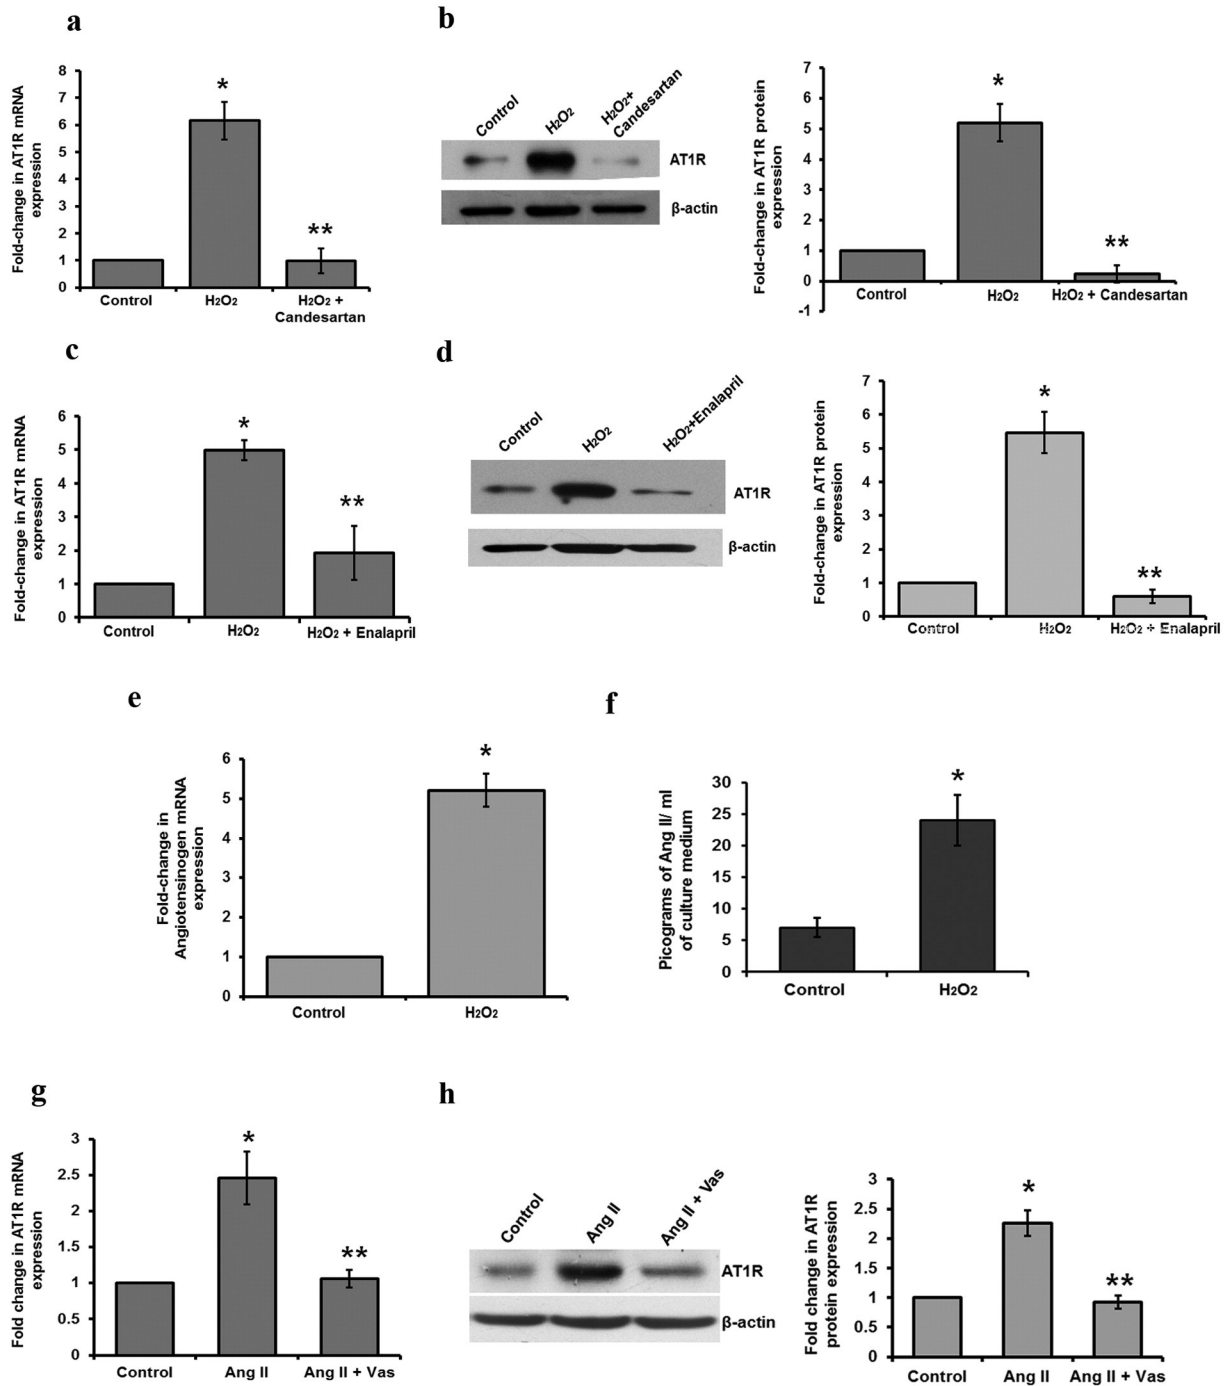 a
Fold-change in AT1R mRNA
expression
8
7
6
5
4
3
2
1
0
*
**
Control
H₂O₂
H₂O₂ +
Candesartan
b
Control
H₂O₂
H₂O₂+
Candesartan
AT1R
β-actin
Fold-change in AT1R protein
expression
7
6
5
4
3
2
1
0
-1
*
**
Control
H₂O₂
H₂O₂ + Candesartan
c
Fold-change in AT1R mRNA
expression
6
5
4
3
2
1
0
*
**
Control
H₂O₂
H₂O₂ + Enalapril
d
Control
H₂O₂
H₂O₂+Enalapril
AT1R
β-actin
Fold-change in AT1R protein
expression
7
6
5
4
3
2
1
0
*
**
Control
H₂O₂
H₂O₂ + Enalapril
e
Fold-change in
Angiotensinogen mRNA
expression
6
5
4
3
2
1
0
*
Control
H₂O₂
f
Picograms of Ang II/ ml
of culture medium
30
25
20
15
10
5
0
*
Control
H₂O₂
g
Fold change in AT1R mRNA
expression
3
2.5
2
1.5
1
0.5
0
*
**
Control
Ang II
Ang II + Vas
h
Control
Ang II
Ang II + Vas
AT1R
β-actin
Fold change in AT1R
protein expression
3
2.5
2
1.5
1
0.5
0
*
**
Control
Ang II
Ang II + Vas